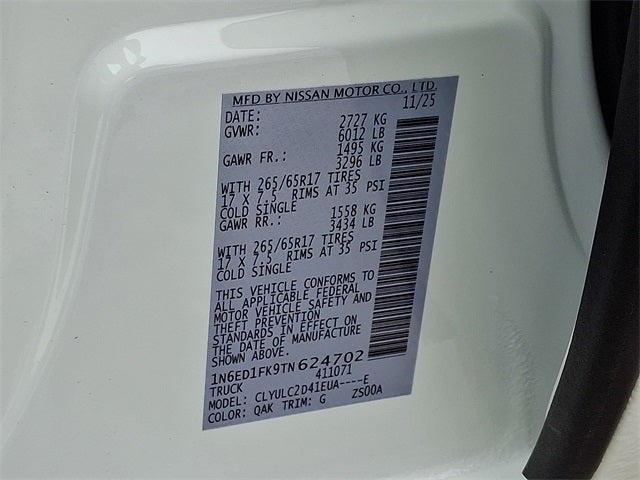 MFD BY NISSAN MOTOR CO., LTD.
DATE: 11/25
GVWR: 2727 KG
6012 LB
GAWR FR.: 1495 KG
3296 LB
WITH 265/65R17 TIRES
17 X 7.5 RIMS AT 35 PSI
COLD SINGLE
GAWR RR.: 1558 KG
3434 LB
WITH 265/65R17 TIRES
17 X 7.5 RIMS AT 35 PSI
COLD SINGLE
THIS VEHICLE CONFORMS TO
ALL APPLICABLE FEDERAL
MOTOR VEHICLE SAFETY AND
THEFT PREVENTION
STANDARDS IN EFFECT ON
THE DATE OF MANUFACTURE
SHOWN ABOVE.
1N6ED1FK9TN624702
TRUCK 411071
MODEL: CLYULC2D41EUA----E
COLOR: QAK TRIM: G ZS00A